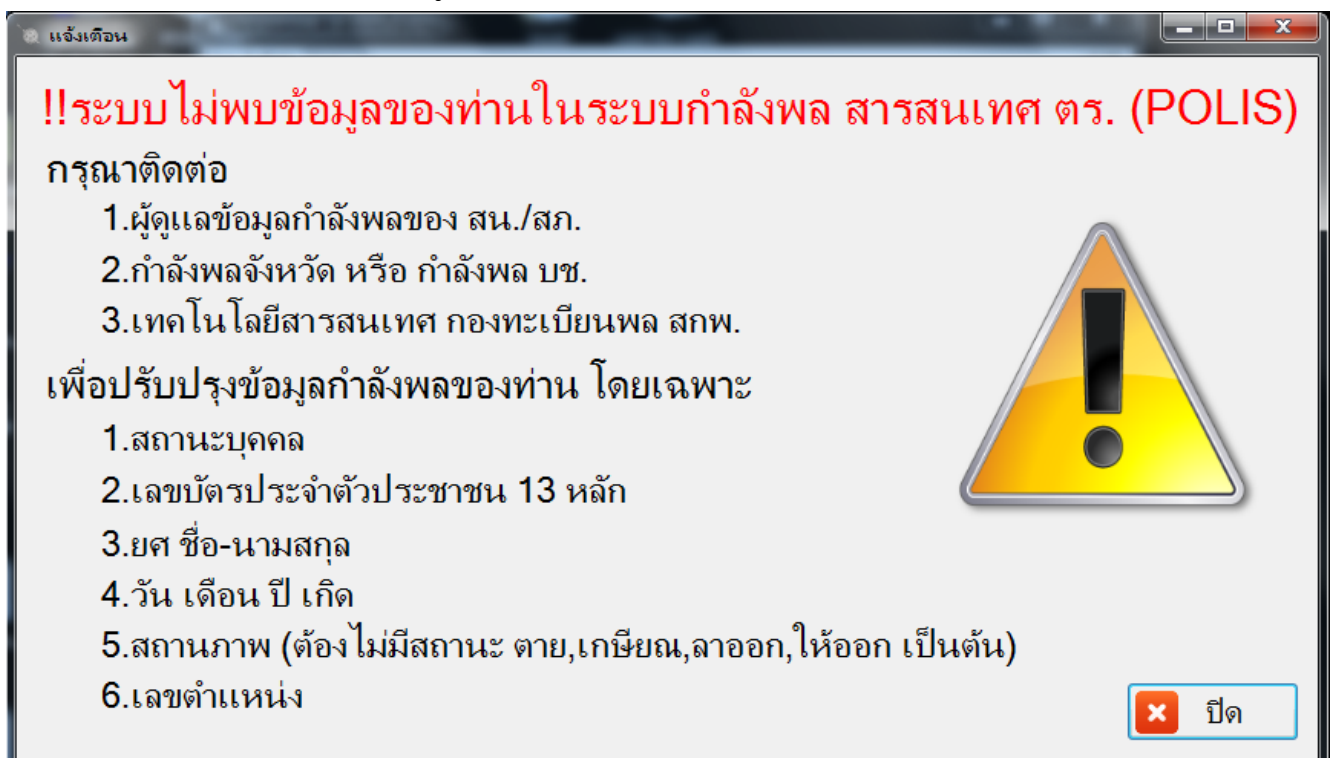 แจ้งเตือน
!!ระบบไม่พบข้อมูลของท่านในระบบกำลังพล สารสนเทศ ตร. (POLIS)
กรุณาติดต่อ
1.ผู้ดูแลข้อมูลกำลังพลของ สน./สภ.
2.กำลังพลจังหวัด หรือ กำลังพล บช.
3.เทคโนโลยีสารสนเทศ กองทะเบียนพล สกพ.
เพื่อปรับปรุงข้อมูลกำลังพลของท่าน โดยเฉพาะ
1.สถานะบุคคล
2.เลขบัตรประจำตัวประชาชน 13 หลัก
3.ยศ ชื่อ-นามสกุล
4.วัน เดือน ปี เกิด
5.สถานภาพ (ต้องไม่มีสถานะ ตาย,เกษียณ,ลาออก,ให้ออก เป็นต้น)
6.เลขตำแหน่ง
ปิด